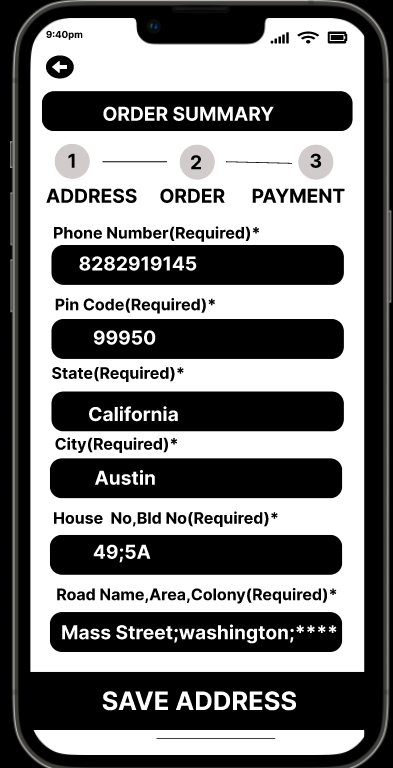 9:40pm
ORDER SUMMARY
1 2 3
ADDRESS ORDER PAYMENT
Phone Number(Required)*
8282919145
Pin Code(Required)*
99950
State(Required)*
California
City(Required)*
Austin
House No,Bld No(Required)*
49;5A
Road Name,Area,Colony(Required)*
Mass Street;washington;****
SAVE ADDRESS